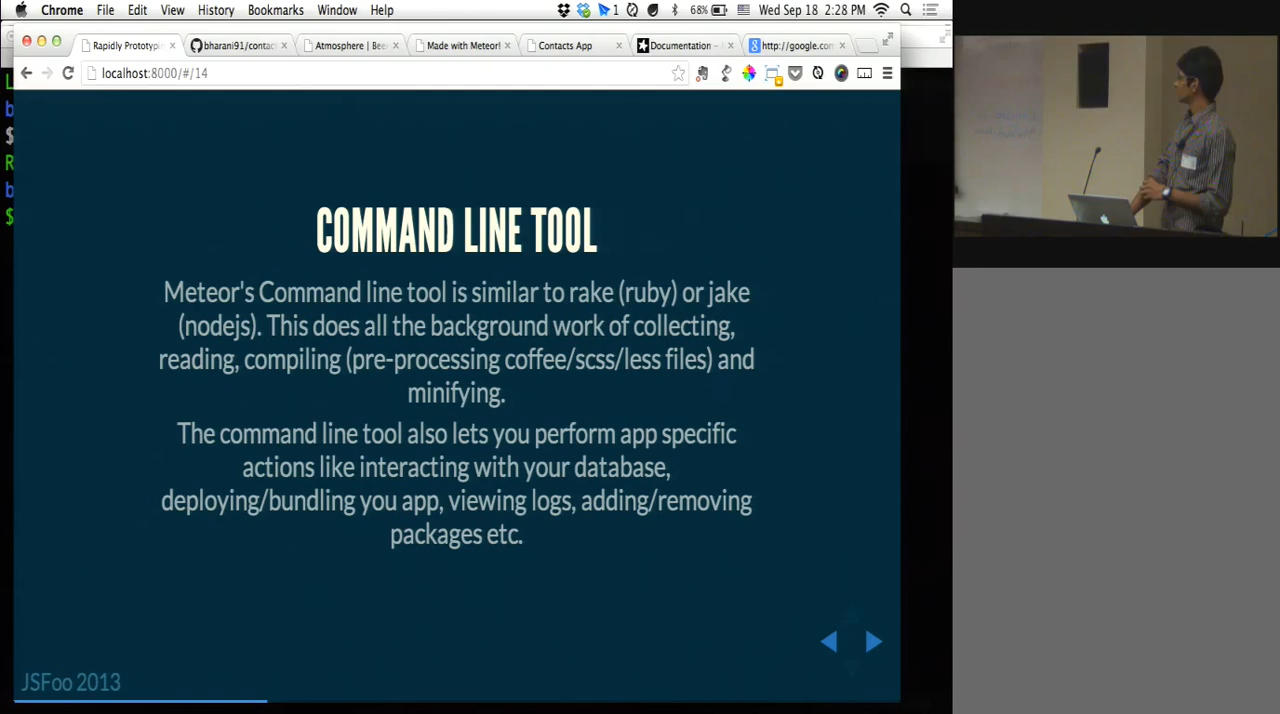 Chrome File Edit View History Bookmarks Window Help 1 68% Wed Sep 18 2:28 PM
Rapidly Prototypin
bharani91/contac
Atmosphere | Bee
Made with Meteor!
Contacts App
Documentation –
http://google.com
localhost:8000/#/14
COMMAND LINE TOOL
Meteor's Command line tool is similar to rake (ruby) or jake
(nodejs). This does all the background work of collecting,
reading, compiling (pre-processing coffee/scss/less files) and
minifying.
The command line tool also lets you perform app specific
actions like interacting with your database,
deploying/bundling you app, viewing logs, adding/removing
packages etc.
JSFoo 2013
L
b
$
R
b
$